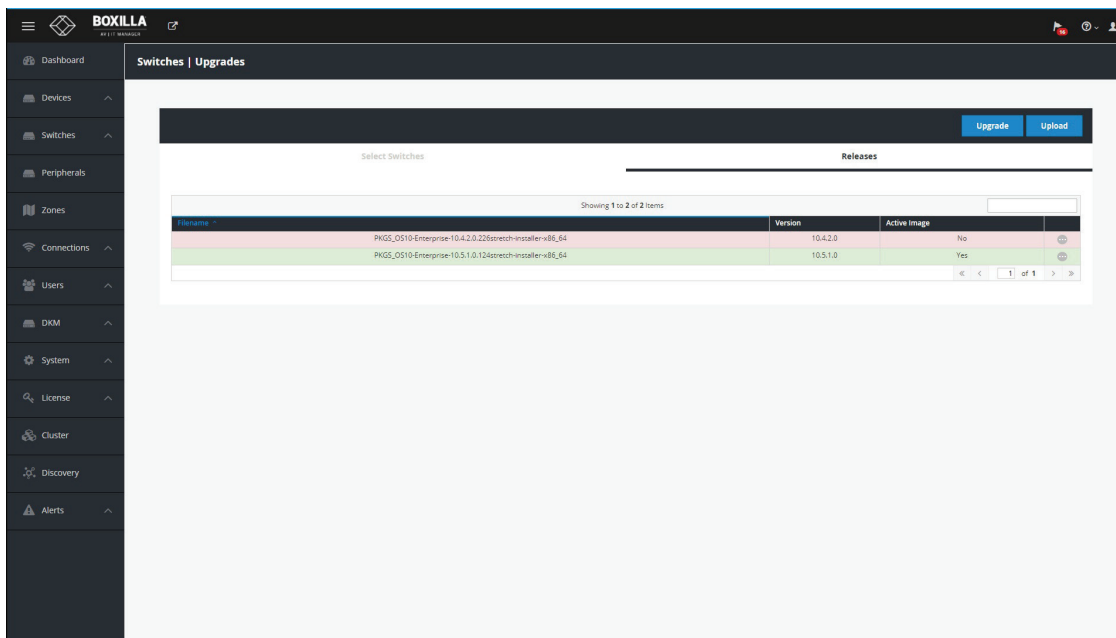 BOXILLA
AV | IT MANAGER
16
Dashboard
Switches | Upgrades
Devices
Switches
Peripherals
Zones
Connections
Users
DKM
System
License
Cluster
Discovery
Alerts
Upgrade
Upload
Select Switches
Releases
Showing 1 to 2 of 2 Items
Filename
Version
Active Image
PKGS_OS10-Enterprise-10.4.2.0.226stretch-installer-x86_64
10.4.2.0
No
PKGS_OS10-Enterprise-10.5.1.0.124stretch-installer-x86_64
10.5.1.0
Yes
1 of 1